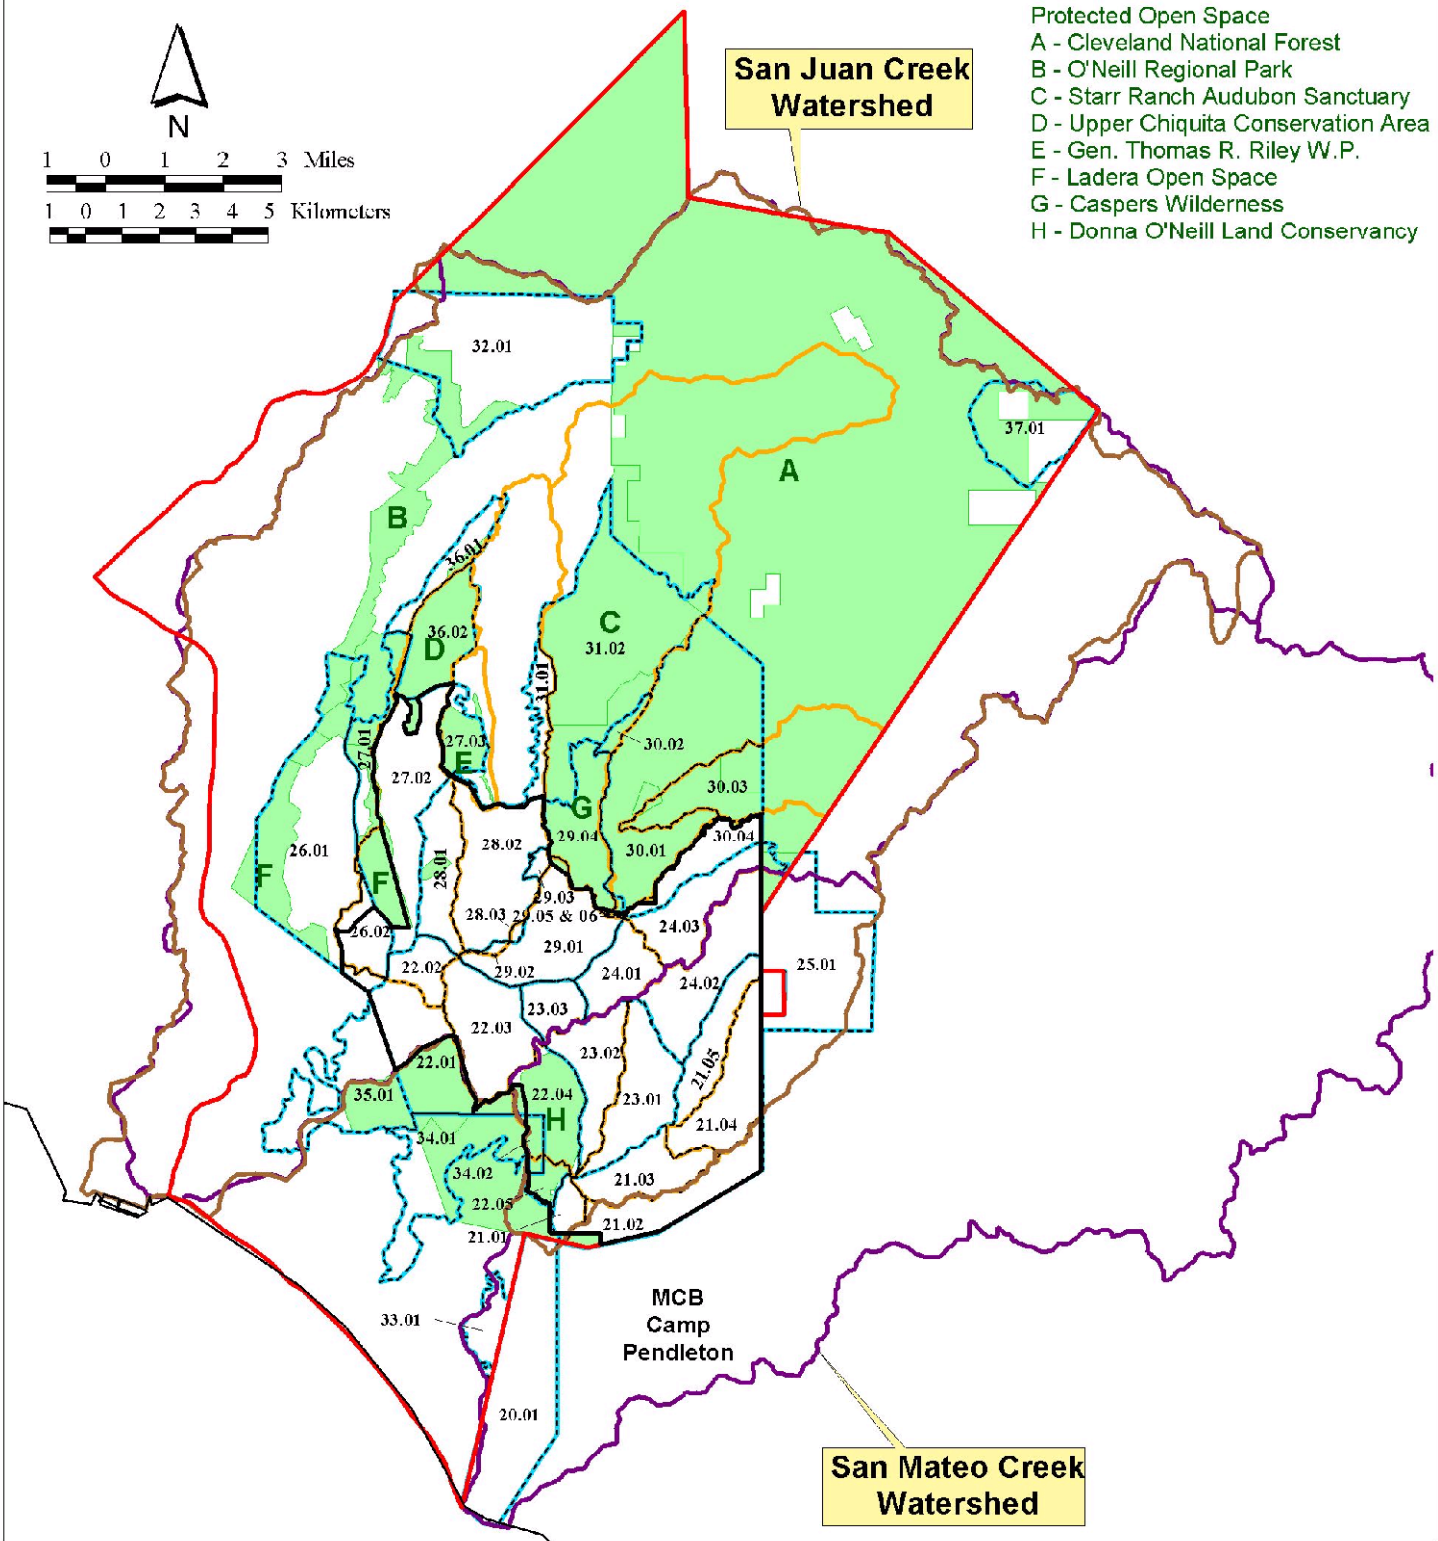 Protected Open Space
A - Cleveland National Forest
B - O'Neill Regional Park
C - Starr Ranch Audubon Sanctuary
D - Upper Chiquita Conservation Area
E - Gen. Thomas R. Riley W.P.
F - Ladera Open Space
G - Caspers Wilderness
H - Donna O'Neill Land Conservancy
San Juan Creek
Watershed
N
1 0 1 2 3 Miles
1 0 1 2 3 4 5 Kilometers
32.01
37.01
A
B
36.01
C
36.02
31.02
D
31.01
30.02
27.01
27.03
E
27.02
30.03
G
29.04
30.04
28.02
30.01
26.01
28.01
F
F
29.03
28.03
29.05 & 06
24.03
26.02
29.01
22.02
29.02
24.01
25.01
24.02
23.03
22.03
23.02
22.01
21.05
35.01
22.04
23.01
H
21.04
34.01
34.02
21.03
22.05
21.02
21.01
MCB
Camp
Pendleton
33.01
20.01
San Mateo Creek
Watershed